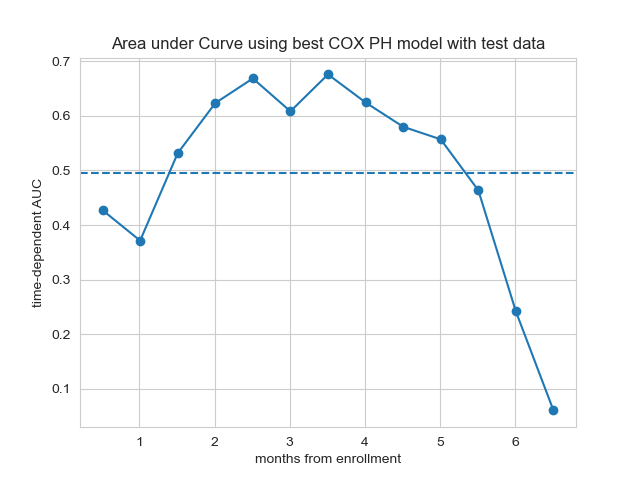 Area under Curve using best COX PH model with test data
time-dependent AUC
0.7
0.6
0.5
0.4
0.3
0.2
0.1
1 2 3 4 5 6
months from enrollment